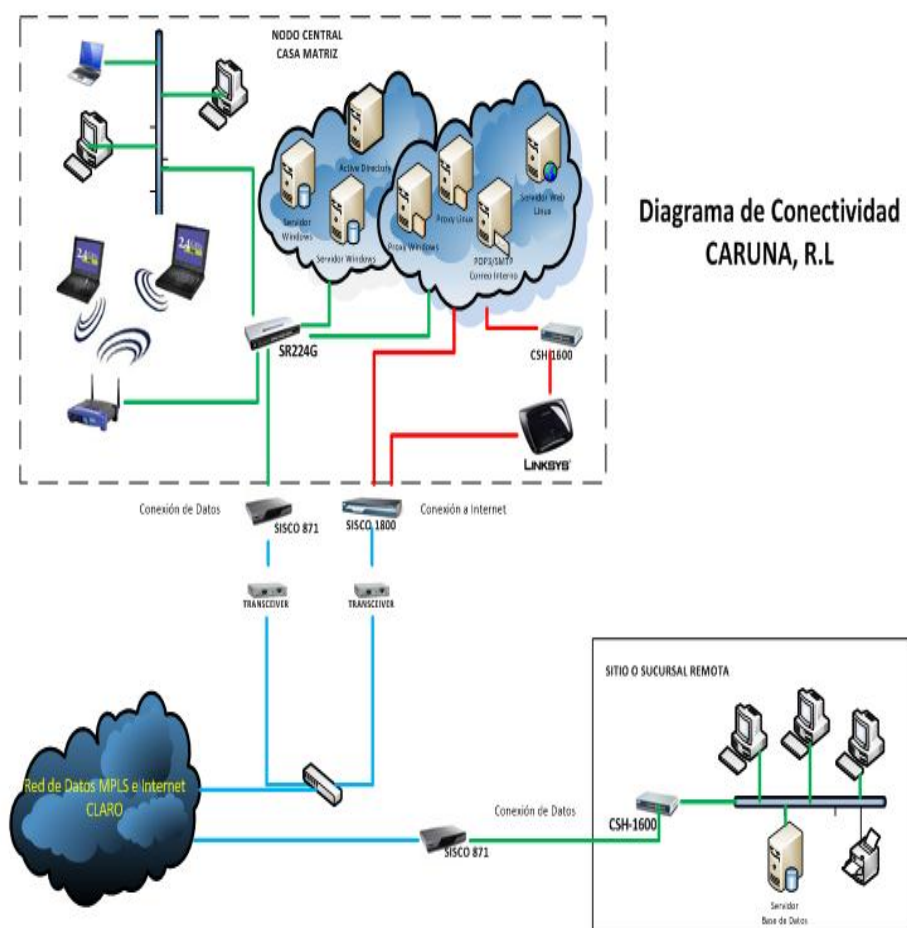 NODO CENTRAL
CASA MATRIZ
Active Directory
Servidor
Windows
Servidor Windows
Proxy Windows
Proxy Linux
POP3/SMTP
Correo Interno
Servidor Web
Linux
Diagrama de Conectividad
CARUNA, R.L
24
24
SR224G
CSH-1600
LINKSYS®
Conexión de Datos
SISCO 871
SISCO 1800
Conexión a Internet
TRANSCEIVER
TRANSCEIVER
SITIO O SUCURSAL REMOTA
Red de Datos MPLS e Internet
CLARO
Conexión de Datos
SISCO 871
CSH-1600
Servidor
Base de Datos